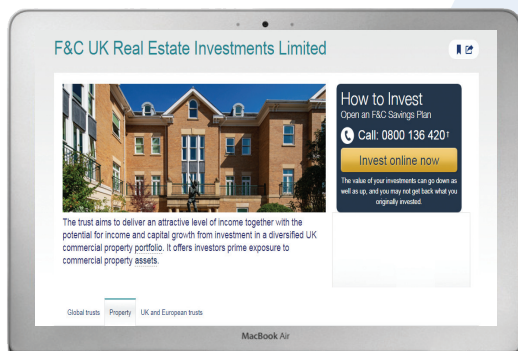 F&C UK Real Estate Investments Limited
How to Invest
Open an F&C Savings Plan
Call: 0800 136 420†
Invest online now
The value of your investments can go down as
well as up, and you may not get back what you
originally invested.
The trust aims to deliver an attractive level of income together with the
potential for income and capital growth from investment in a diversified UK
commercial property portfolio. It offers investors prime exposure to
commercial property assets.
Global trusts Property UK and European trusts
MacBook Air